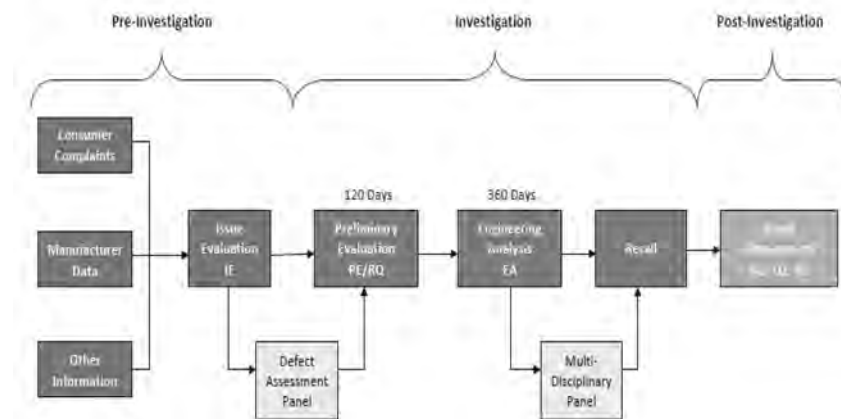 Pre-Investigation
Investigation
Post-Investigation
Consumer
Complaints
120 Days
360 Days
Manufacturer
Data
Issue
Evaluation
IE
Preliminary
Evaluation
PE/RQ
Engineering
Analysis
EA
Recall
Other
Information
Defect
Assessment
Panel
Multi-
Disciplinary
Panel